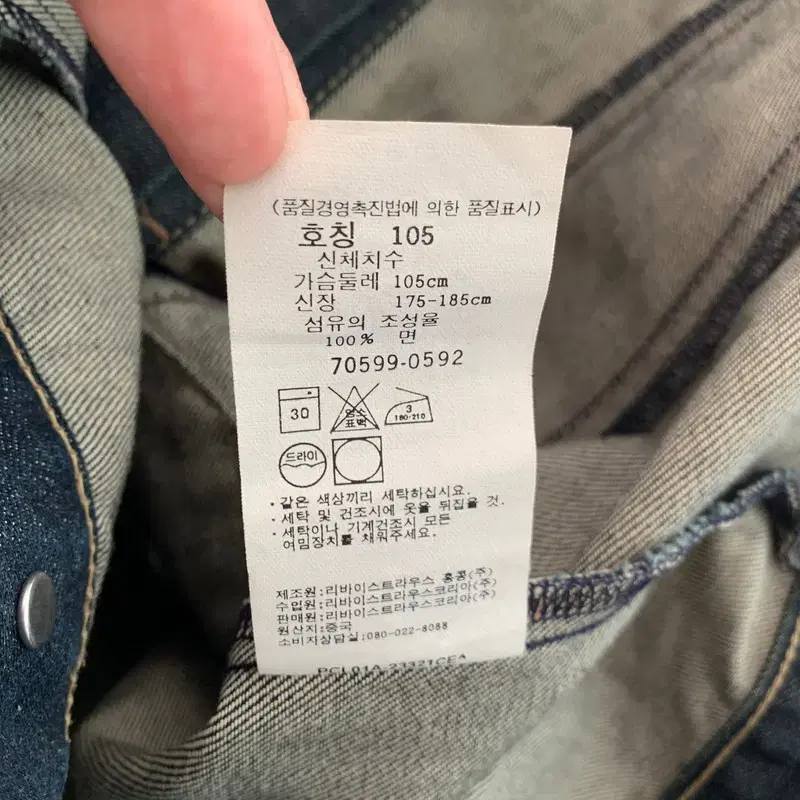 (품질경영촉진법에 의한 품질표시)
호칭 105
신체치수
가슴둘레 105cm
신장 175-185cm
섬유의 조성율
100% 면
70599-0592
30
염소
표백
3
180-210
드라이
· 같은 색상끼리 세탁하십시요.
· 세탁 및 건조시에 옷을 뒤집을 것.
· 세탁이나 기계건조시 모든
여밈장치를 채워주세요.
제조원:리바이스트라우스 홍콩(주)
수입원:리바이스트라우스코리아(주)
판매원:리바이스트라우스코리아(주)
원산지:중국
소비자상담실:080-022-8088